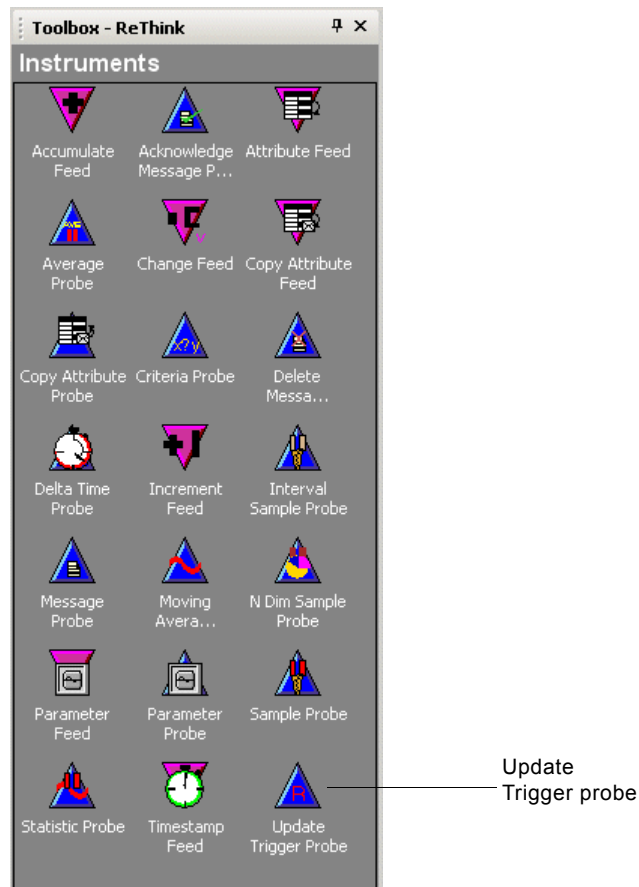 Toolbox - ReThink
Instruments
Accumulate Feed
Acknowledge Message P...
Attribute Feed
Average Probe
Change Feed
Copy Attribute Feed
Copy Attribute Probe
Criteria Probe
Delete Messa...
Delta Time Probe
Increment Feed
Interval Sample Probe
Message Probe
Moving Avera...
N Dim Sample Probe
Parameter Feed
Parameter Probe
Sample Probe
Statistic Probe
Timestamp Feed
R
Update Trigger Probe
Update
Trigger probe